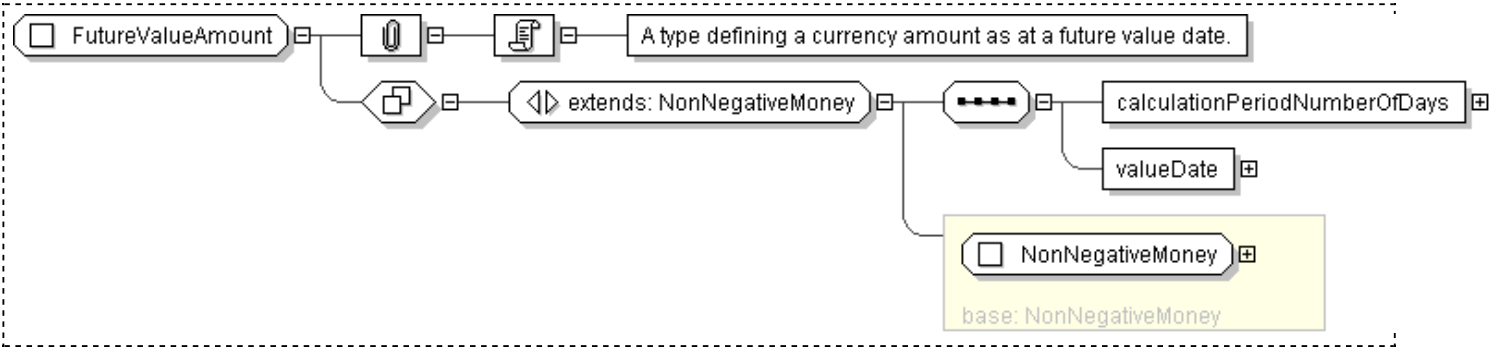 FutureValueAmount
A type defining a currency amount as at a future value date.
extends: NonNegativeMoney
calculationPeriodNumberOfDays
valueDate
NonNegativeMoney
base: NonNegativeMoney